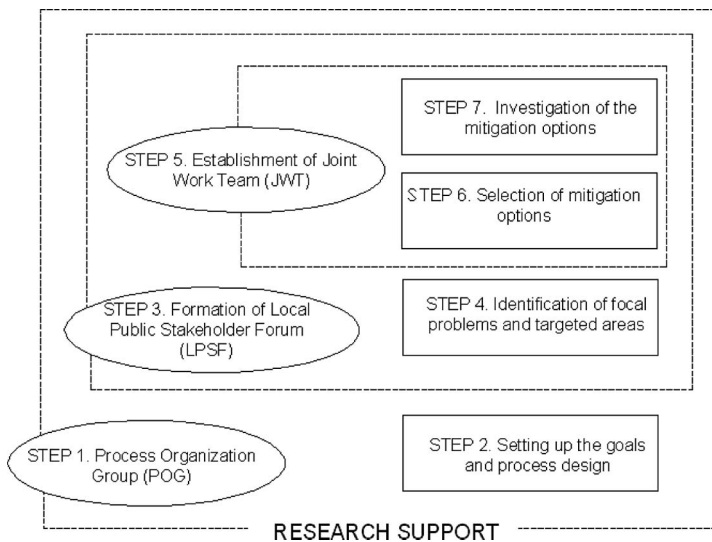 STEP 7.  Investigation of the
mitigation options
STEP 5. Establishment of Joint
Work Team (JWT)
STEP 6. Selection of mitigation
options
STEP 3. Formation of Local
Public Stakeholder Forum
(LPSF)
STEP 4. Identification of focal
problems and targeted areas
STEP 1. Process Organization
Group (POG)
STEP 2. Setting up the goals
and process design
RESEARCH SUPPORT